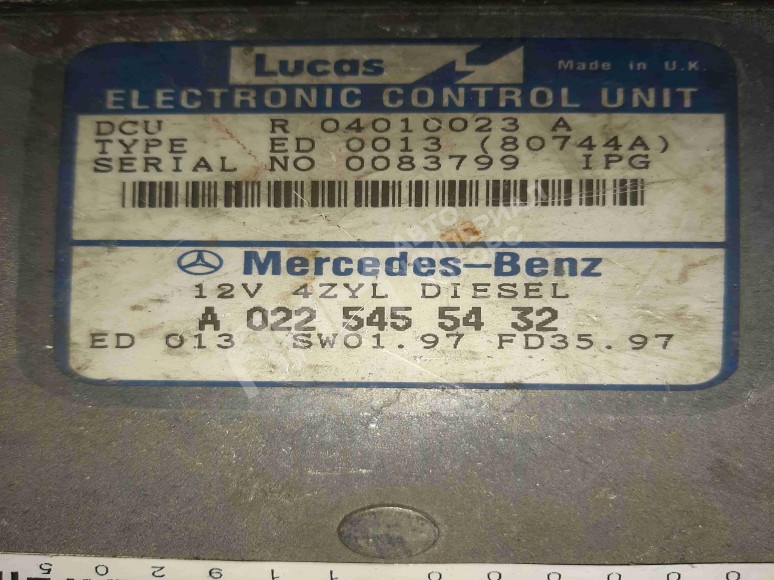 Lucas
Made in U.K.
ELECTRONIC CONTROL UNIT
DCU R 04010023 A
TYPE ED 0013 (80744A)
SERIAL NO 0083799 IPG
Mercedes-Benz
12V 4ZYL DIESEL
A 022 545 54 32
ED 013 SW01.97 FD35.97